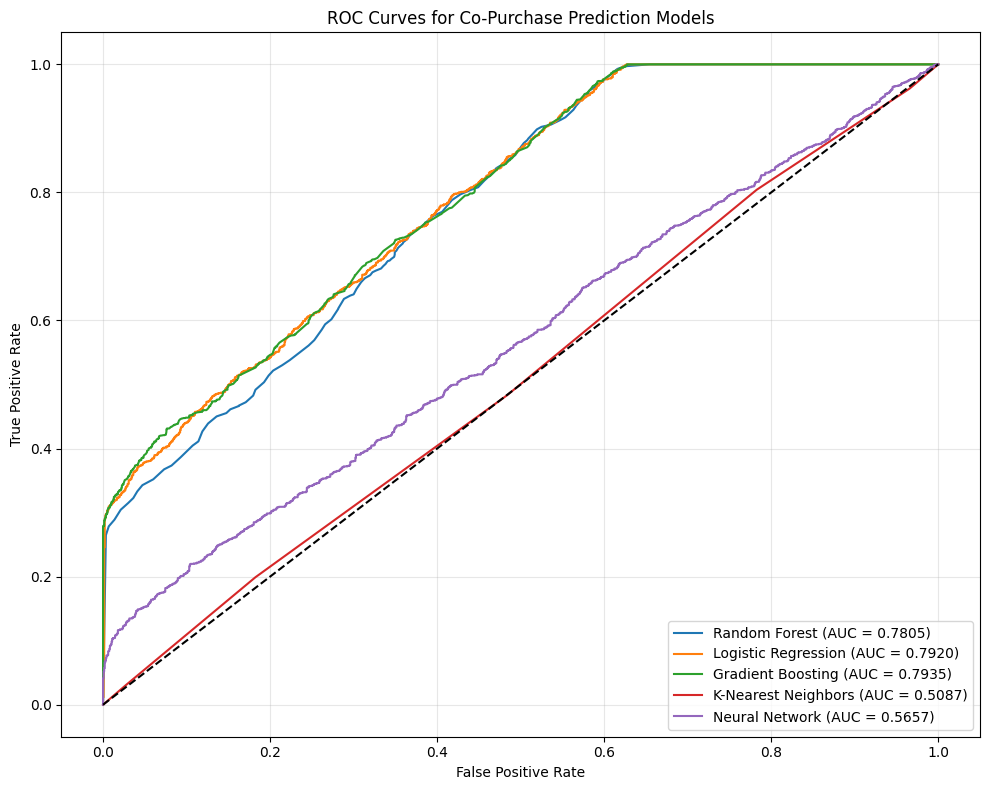 ROC Curves for Co-Purchase Prediction Models
True Positive Rate
1.0
0.8
0.6
0.4
0.2
0.0
0.0 0.2 0.4 0.6 0.8 1.0
False Positive Rate
Random Forest (AUC = 0.7805)
Logistic Regression (AUC = 0.7920)
Gradient Boosting (AUC = 0.7935)
K-Nearest Neighbors (AUC = 0.5087)
Neural Network (AUC = 0.5657)